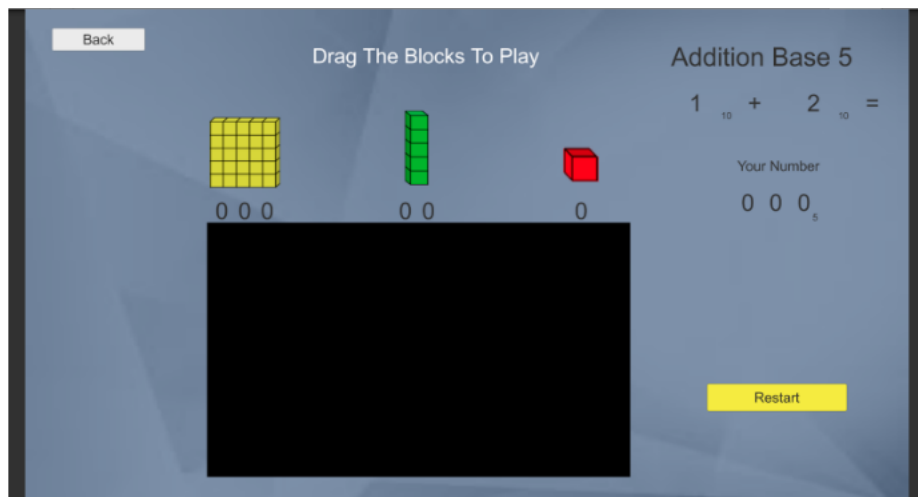 Back
Drag The Blocks To Play
Addition Base 5
1 10 + 2 10 =
Your Number
0 0 0 5
0 0 0
0 0
0
Restart